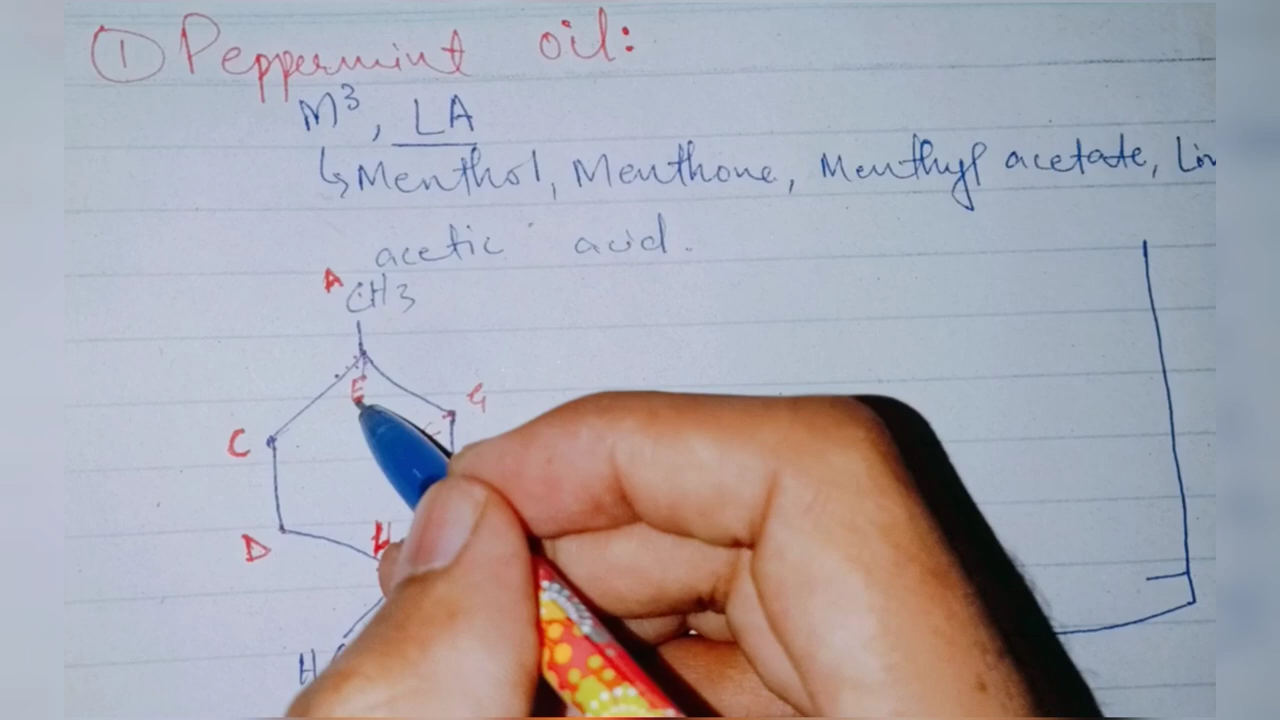 ① Peppermint oil:
M³, LA
↳ Menthol, Menthone, Menthyl acetate,
acetic acid.
A
CH3
E
G
C
D
H
H